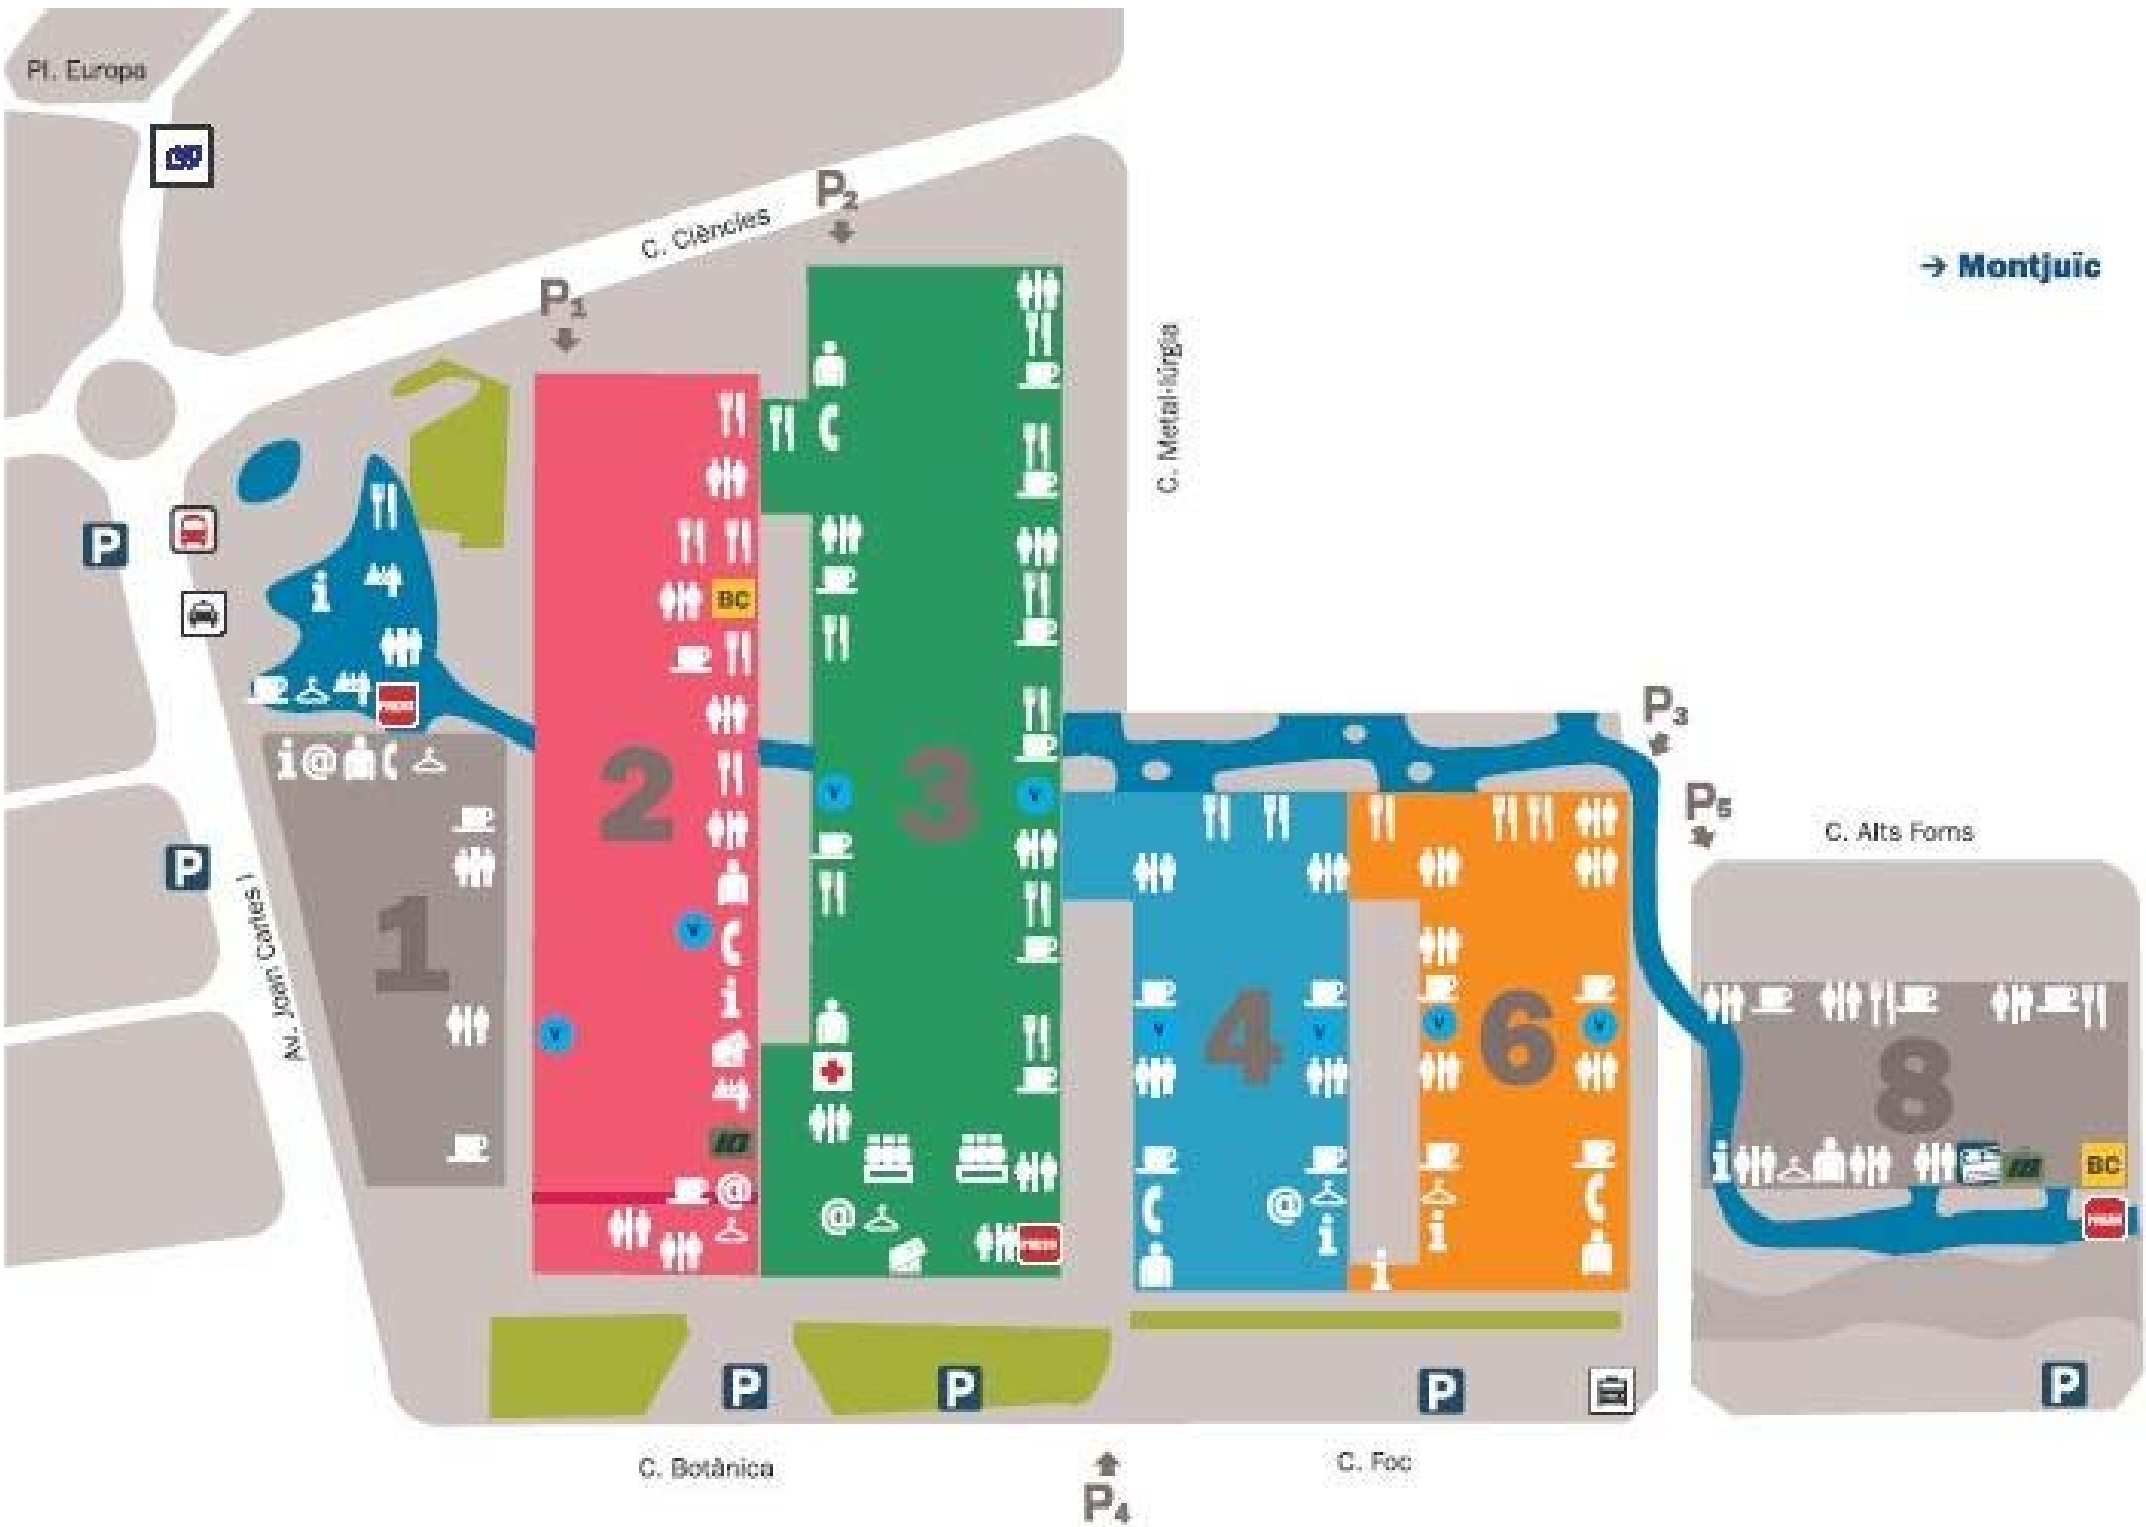 Pl. Europa
P2
C. Ciències
→ Montjuïc
P1
C. Metal·lúrgia
P
i
BC
P3
i @
2
3
V
V
P5
C. Alts Forns
P
Av. Joan Carles I
1
V
i
V
4
V
V
6
V
V
8
i
BC
@
@
@
i
i
i
P
P
P
P
C. Botànica
C. Foc
P4